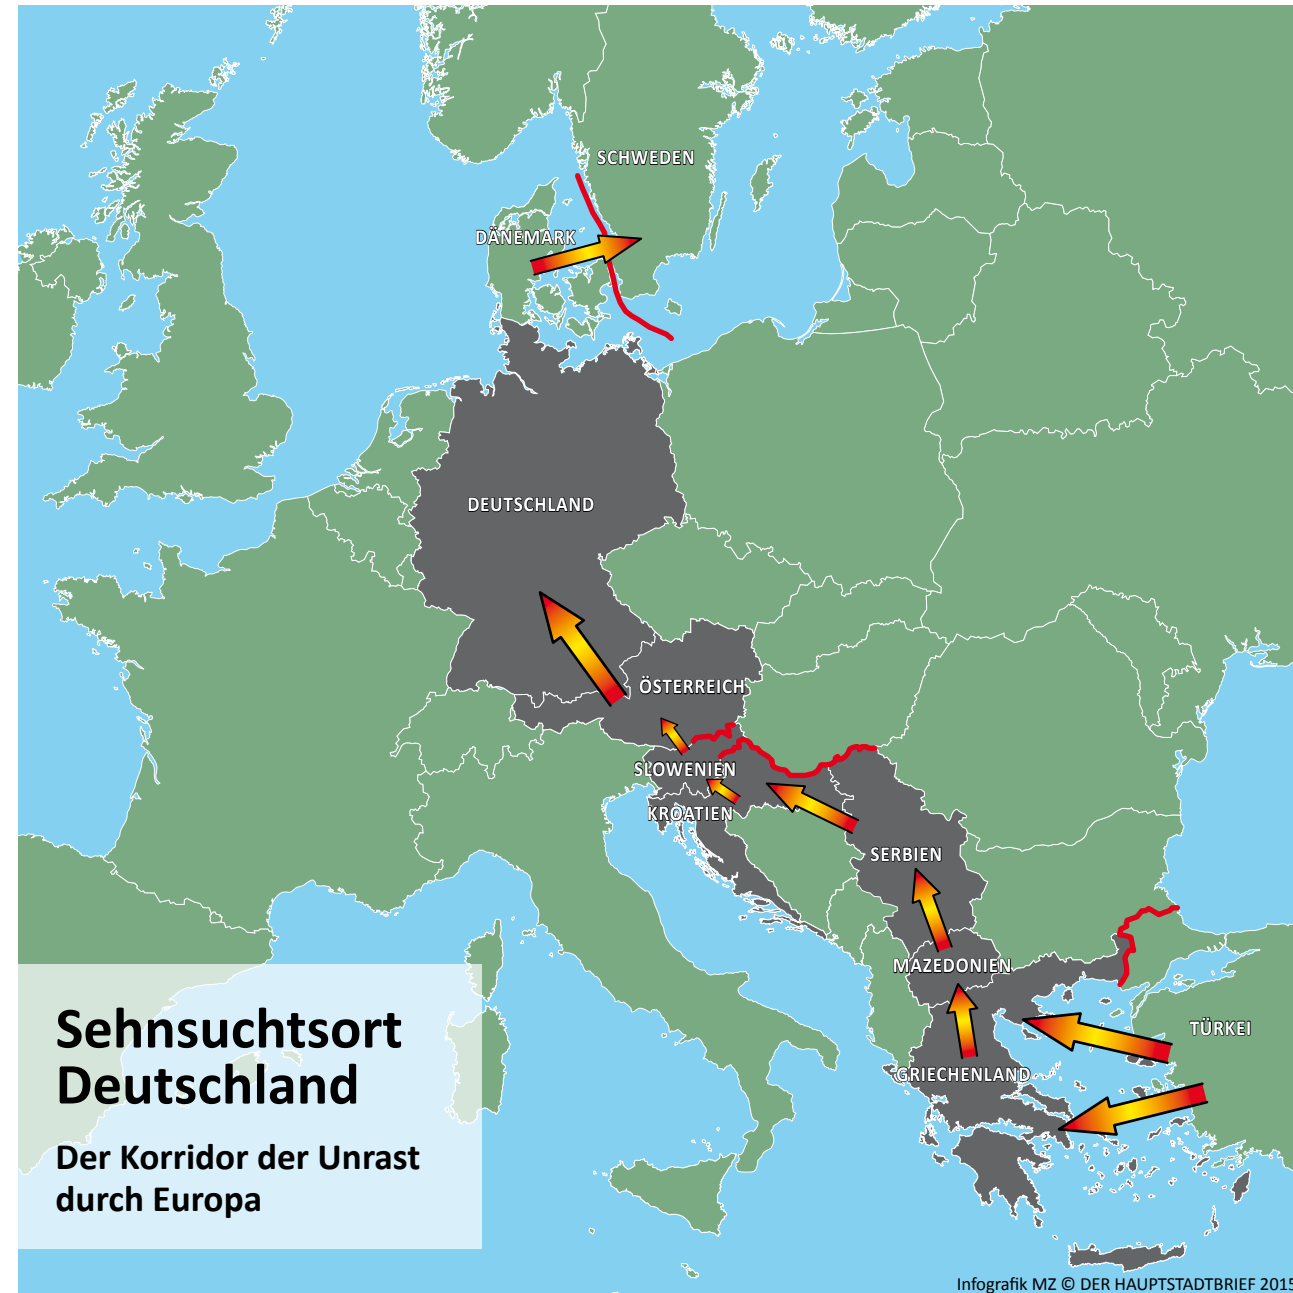 SCHWEDEN
DÄNEMARK
DEUTSCHLAND
ÖSTERREICH
SLOWENIEN
KROATIEN
SERBIEN
MAZEDONIEN
TÜRKEI
GRIECHENLAND
Sehnsuchtsort
Deutschland
Der Korridor der Unrast
durch Europa
Infografik MZ © DER HAUPTSTADTBRIEF 2015